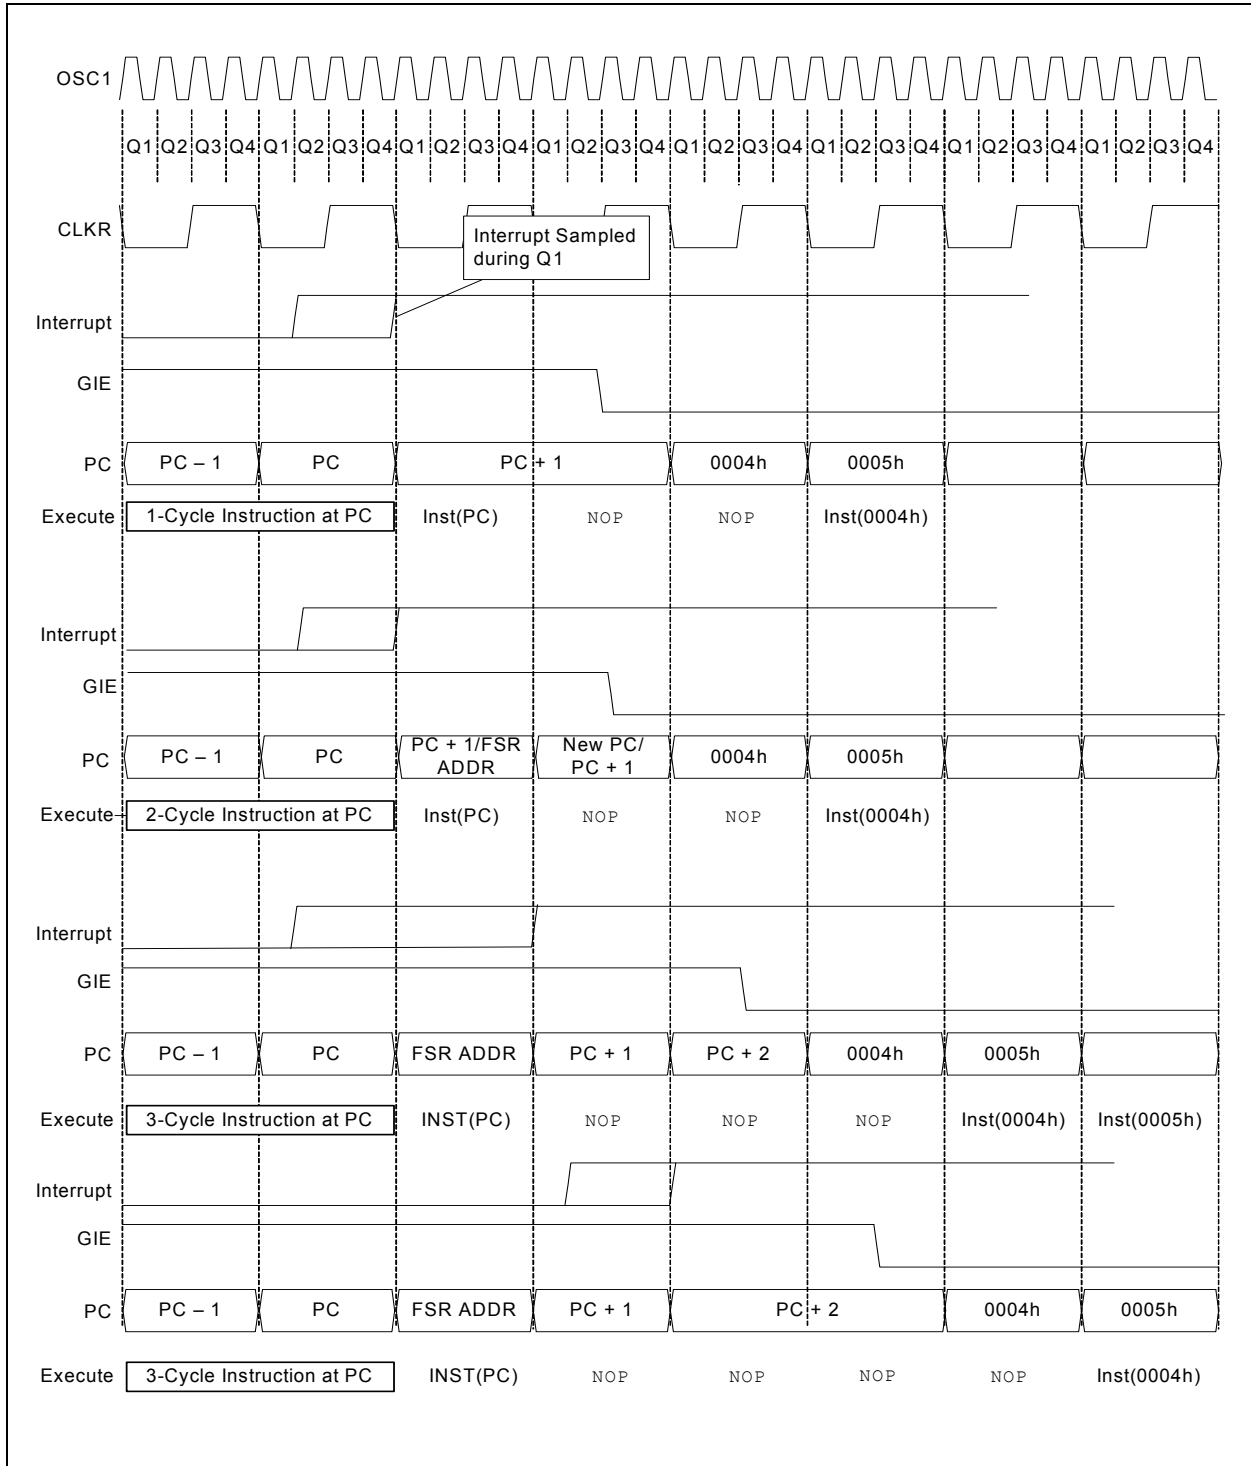 OSC1
Q1 Q2 Q3 Q4 Q1 Q2 Q3 Q4 Q1 Q2 Q3 Q4 Q1 Q2 Q3 Q4 Q1 Q2 Q3 Q4 Q1 Q2 Q3 Q4 Q1 Q2 Q3 Q4 Q1 Q2 Q3 Q4
CLKR
Interrupt Sampled
during Q1
Interrupt
GIE
PC PC – 1 PC PC + 1 0004h 0005h
Execute 1-Cycle Instruction at PC Inst(PC) NOP NOP Inst(0004h)
Interrupt
GIE
PC PC – 1 PC PC + 1/FSR ADDR New PC/ PC + 1 0004h 0005h
Execute 2-Cycle Instruction at PC Inst(PC) NOP NOP Inst(0004h)
Interrupt
GIE
PC PC – 1 PC FSR ADDR PC + 1 PC + 2 0004h 0005h
Execute 3-Cycle Instruction at PC INST(PC) NOP NOP NOP Inst(0004h) Inst(0005h)
Interrupt
GIE
PC PC – 1 PC FSR ADDR PC + 1 PC + 2 0004h 0005h
Execute 3-Cycle Instruction at PC INST(PC) NOP NOP NOP NOP Inst(0004h)